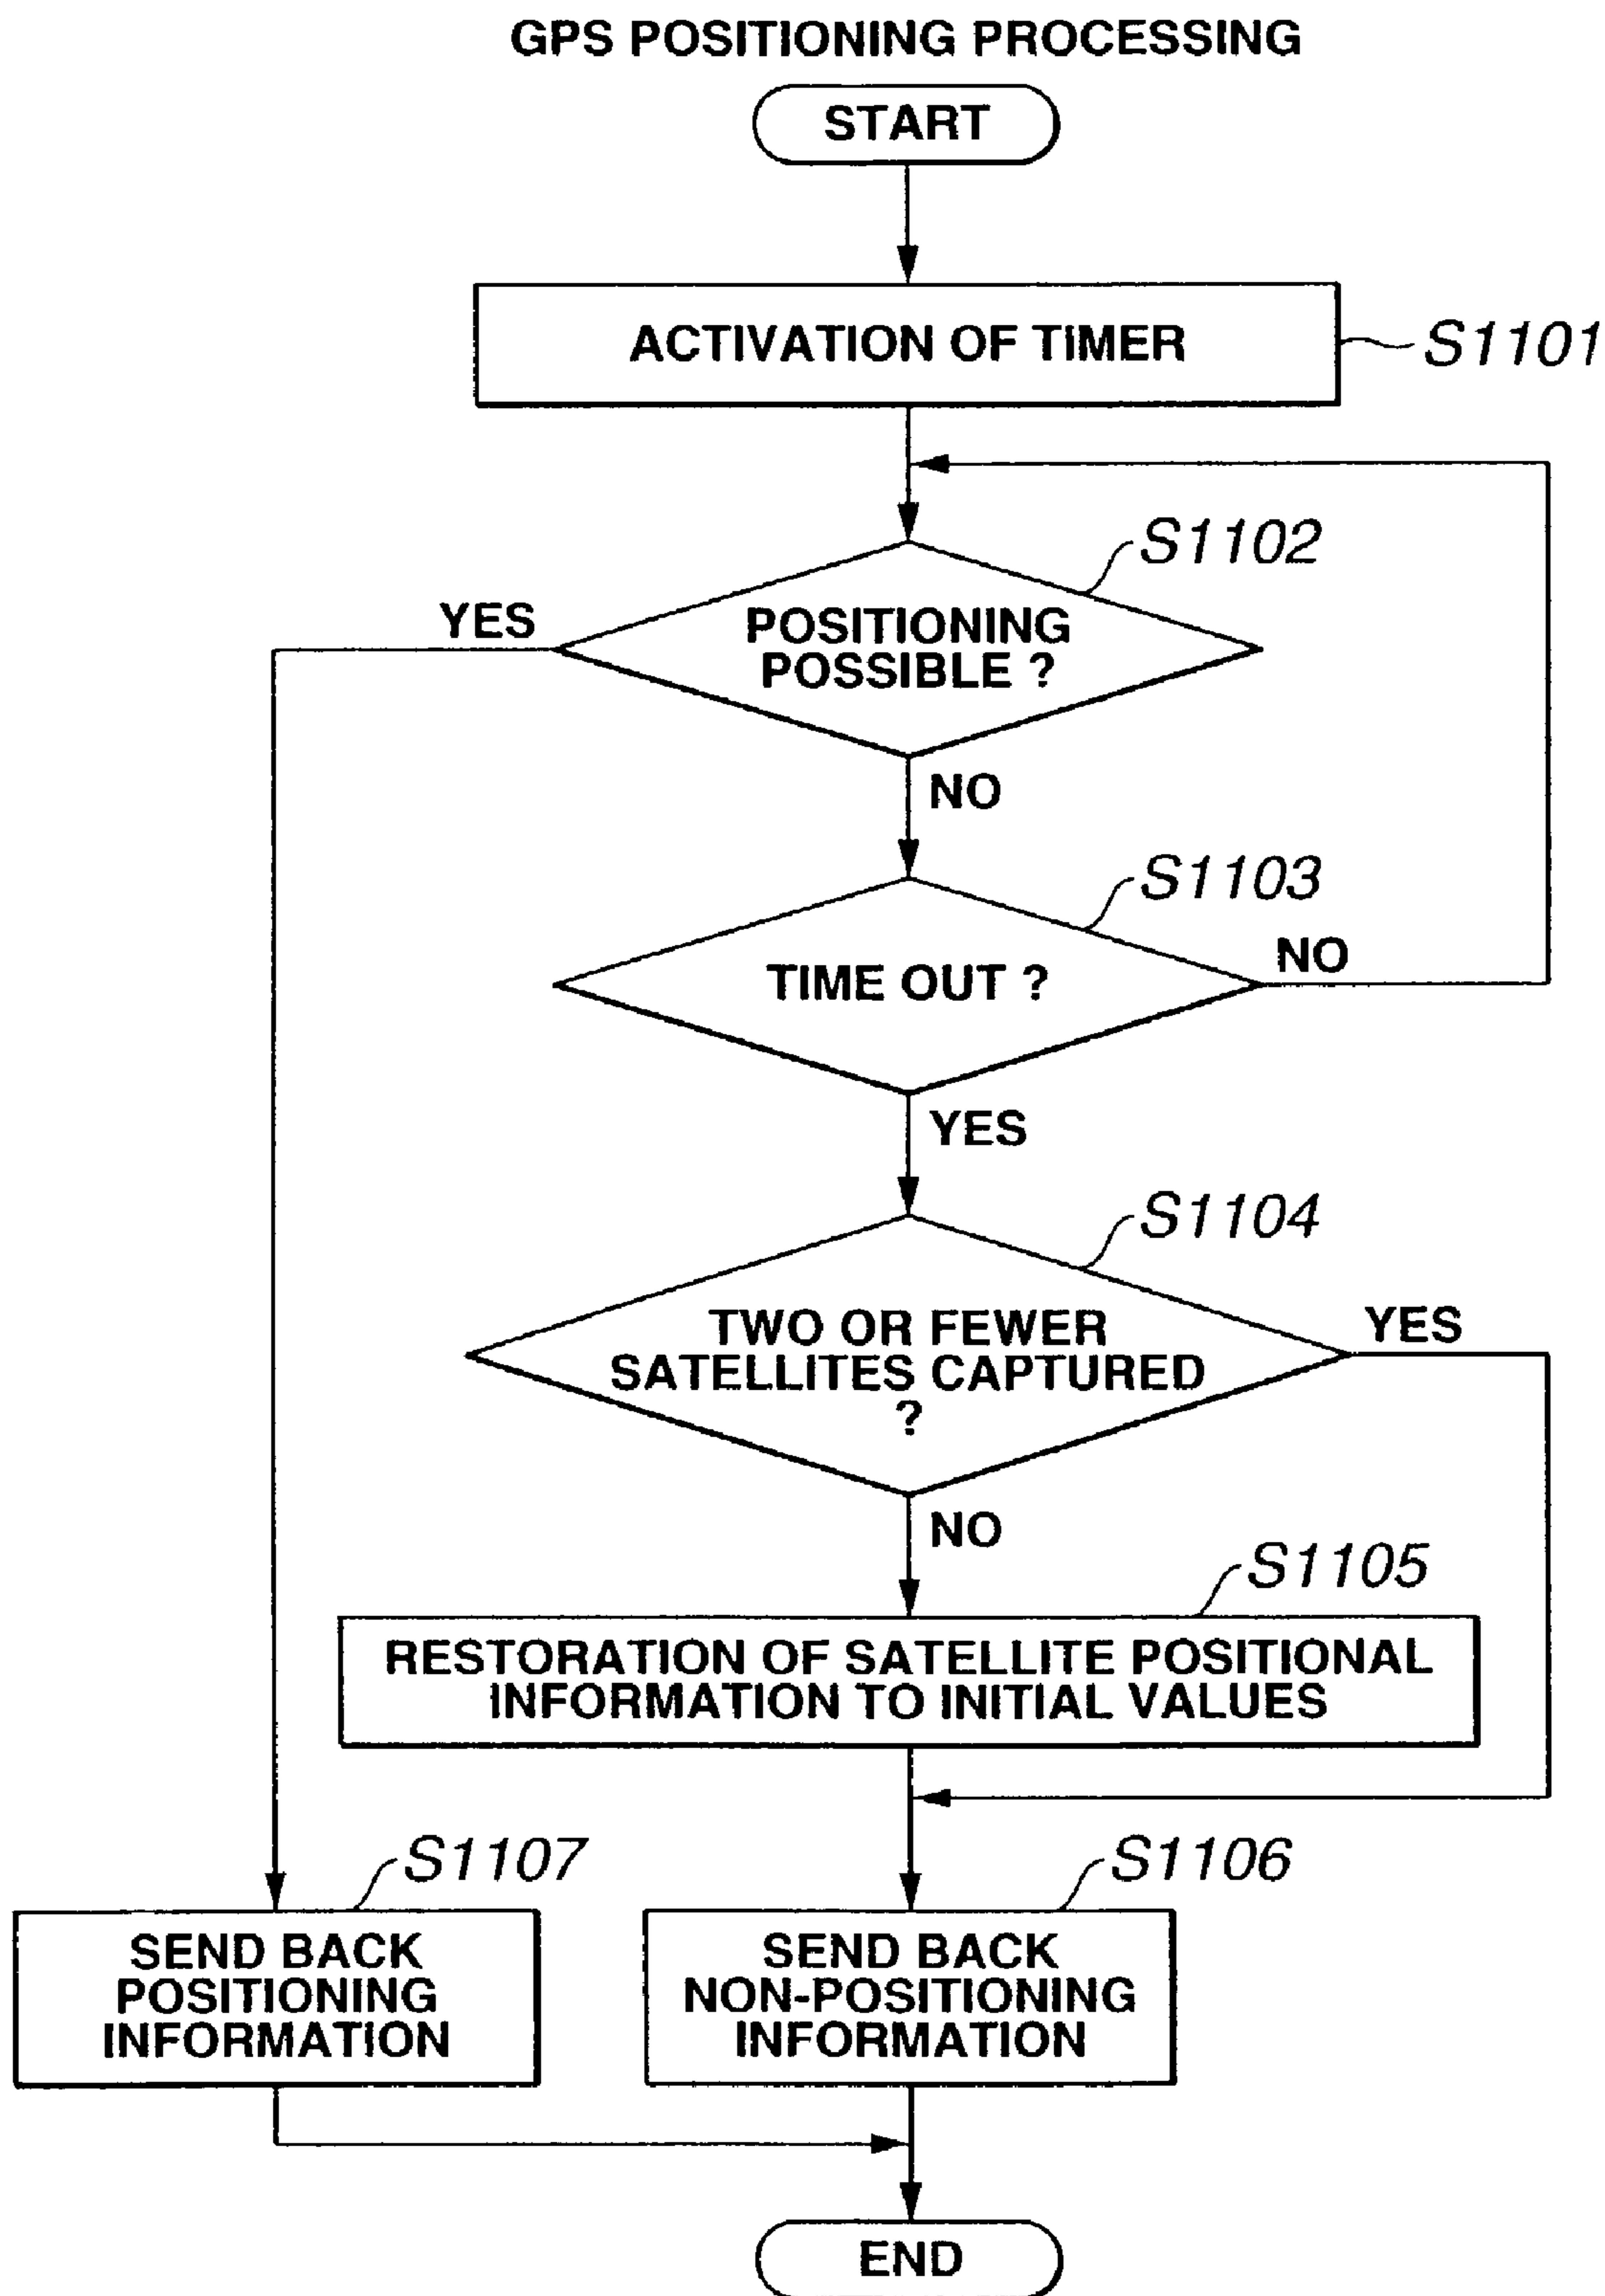 GPS POSITIONING PROCESSING
START
ACTIVATION OF TIMER
S1101
S1102
YES
POSITIONING
POSSIBLE ?
NO
S1103
TIME OUT ?
NO
YES
S1104
TWO OR FEWER
SATELLITES CAPTURED
?
YES
NO
S1105
RESTORATION OF SATELLITE POSITIONAL
INFORMATION TO INITIAL VALUES
S1107
S1106
SEND BACK
POSITIONING
INFORMATION
SEND BACK
NON-POSITIONING
INFORMATION
END